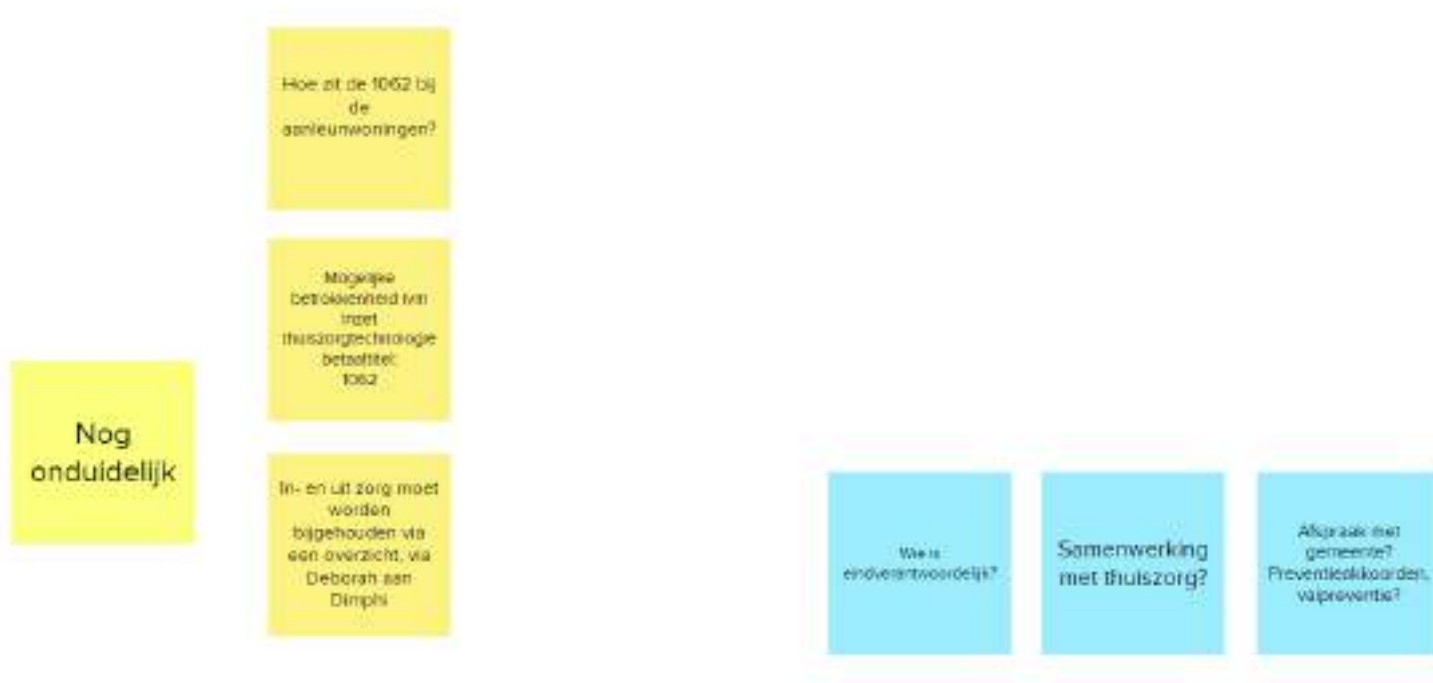 Hoe zit de 1062 bij
de
aanleunwoningen?
Mogelijke
betrokkenheid ivm
inzet
thuiszorgtechnologie
betaaltitel:
1062
Nog
onduidelijk
In- en uit zorg moet
worden
bijgehouden via
een overzicht, via
Deborah aan
Dimphi
Wie is
eindverantwoordelijk?
Samenwerking
met thuiszorg?
Afspraak met
gemeente?
Preventieakkoorden,
valpreventie?